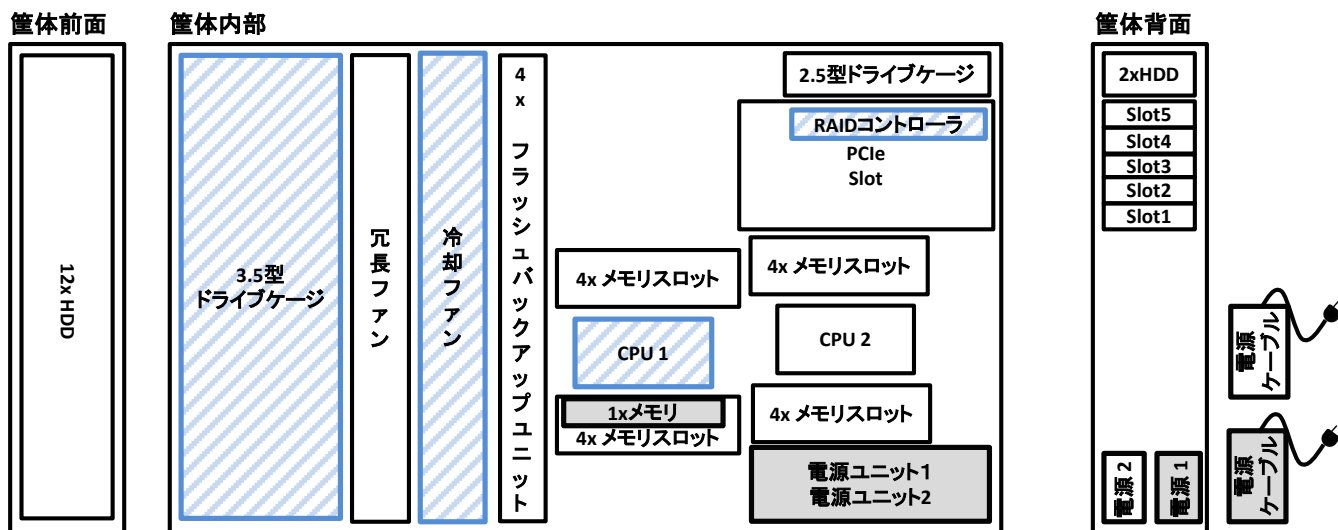 筐体前面
12x HDD
筐体内部
3.5型
ドライブケージ
冗長ファン
冷却ファン
4x フラッシュバックアップユニット
2.5型ドライブケージ
RAIDコントローラ
PCIe
Slot
4x メモリスロット
4x メモリスロット
CPU 1
CPU 2
1xメモリ
4x メモリスロット
4x メモリスロット
電源ユニット1
電源ユニット2
筐体背面
2xHDD
Slot5
Slot4
Slot3
Slot2
Slot1
電源 2
電源 1
電源
ケーブル
電源
ケーブル